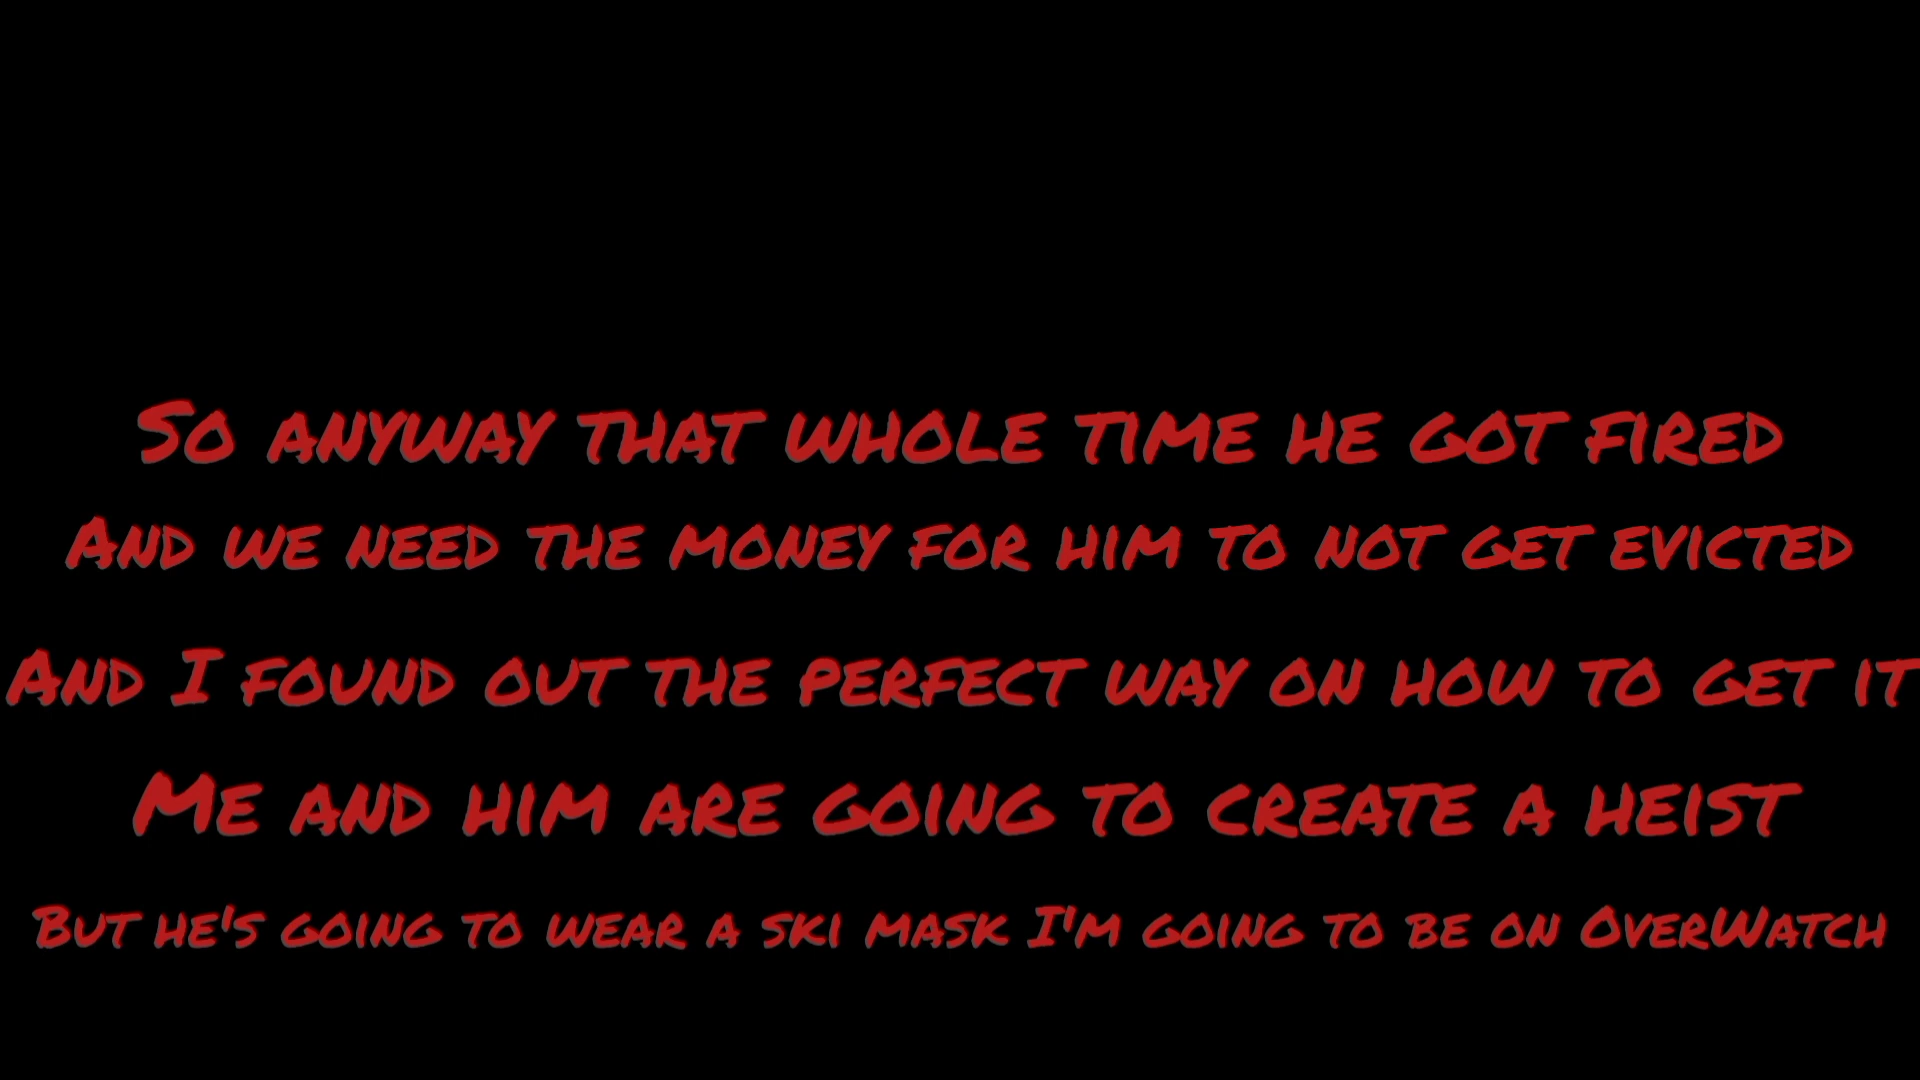 So anyway that whole time he got fired
And we need the money for him to not get evicted
And I found out the perfect way on how to get it
Me and him are going to create a heist
But he's going to wear a ski mask I'm going to be on OverWatch